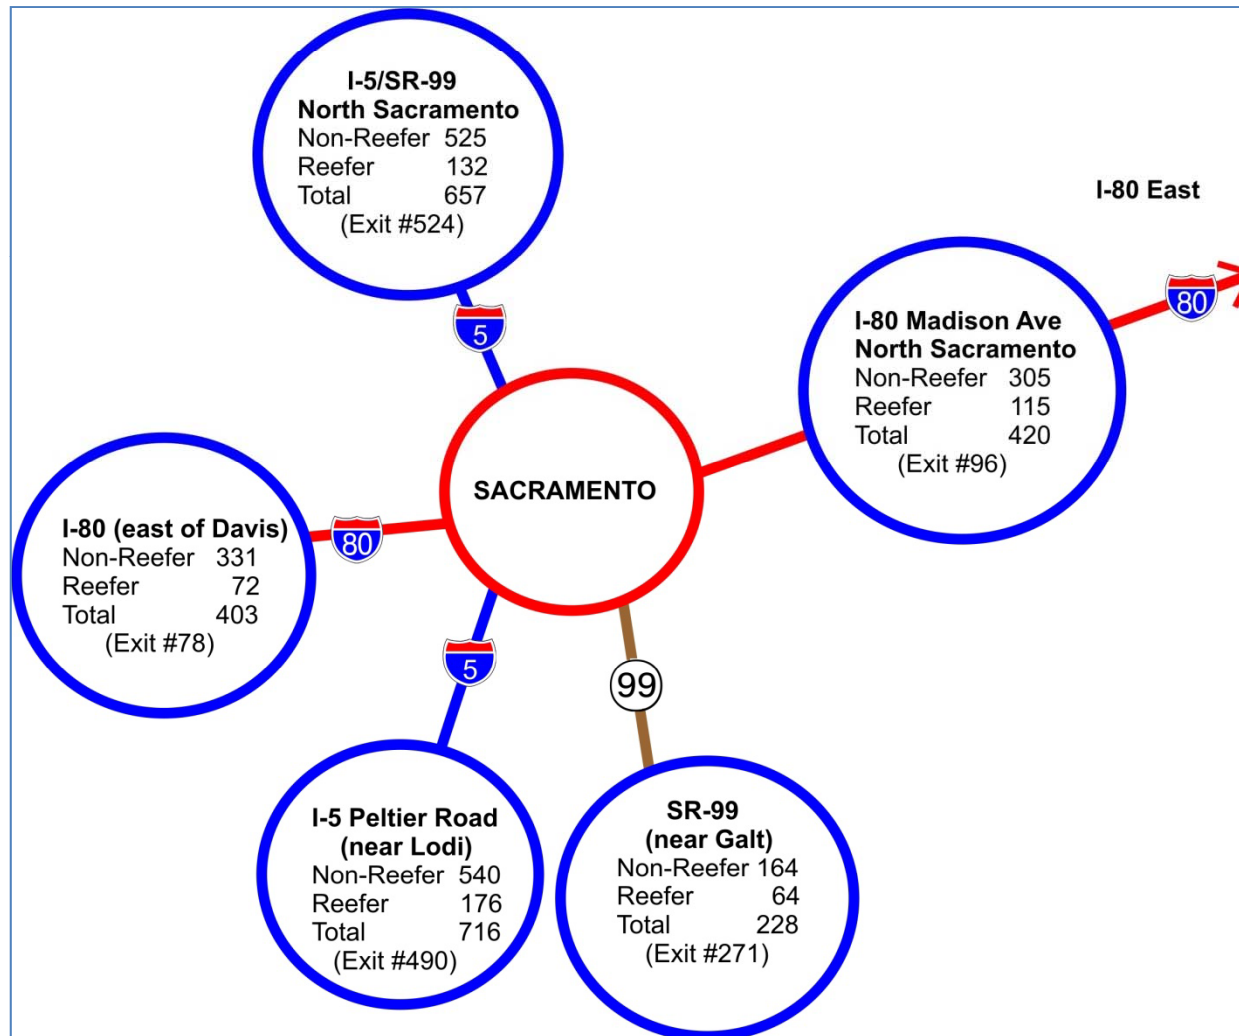 I-5/SR-99
North Sacramento
Non-Reefer 525
Reefer 132
Total 657
(Exit #524)
I-80 East
80
5
I-80 Madison Ave
North Sacramento
Non-Reefer 305
Reefer 115
Total 420
(Exit #96)
SACRAMENTO
I-80 (east of Davis)
Non-Reefer 331
Reefer 72
Total 403
(Exit #78)
80
5
99
I-5 Peltier Road
(near Lodi)
Non-Reefer 540
Reefer 176
Total 716
(Exit #490)
SR-99
(near Galt)
Non-Reefer 164
Reefer 64
Total 228
(Exit #271)